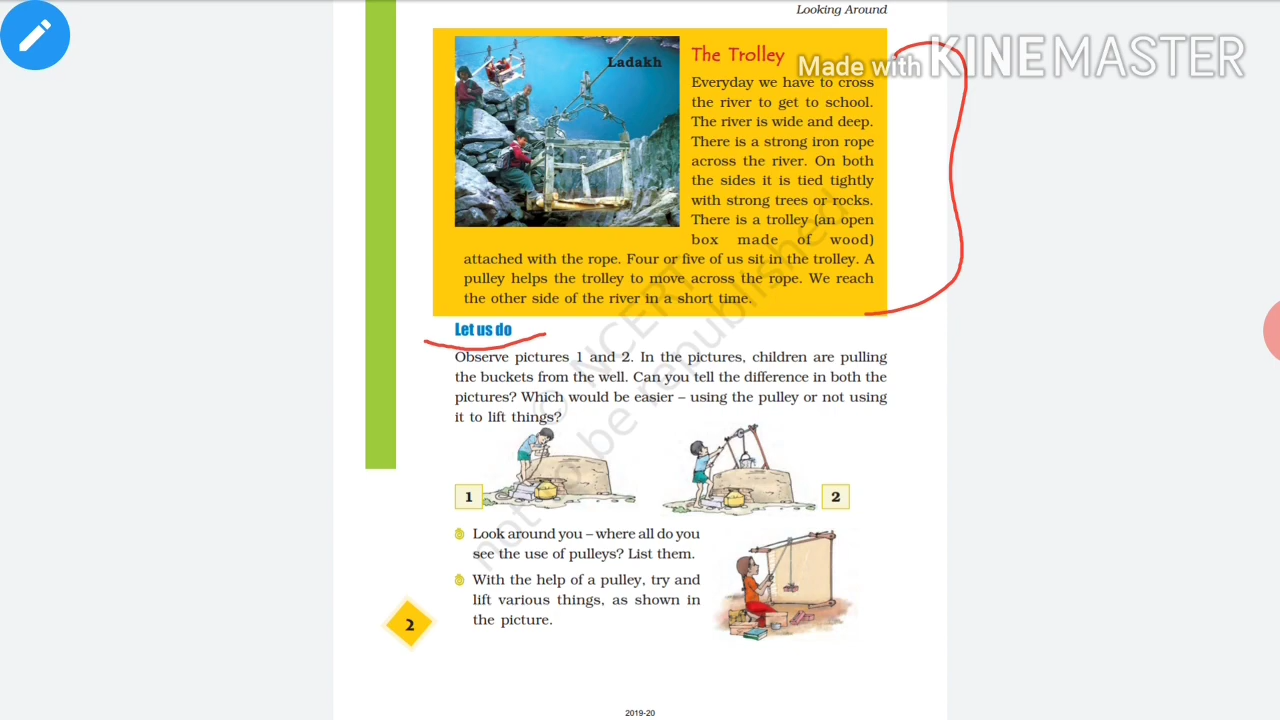 Looking Around
Made with KINEMASTER
Ladakh
The Trolley
Everyday we have to cross
the river to get to school.
The river is wide and deep.
There is a strong iron rope
across the river. On both
the sides it is tied tightly
with strong trees or rocks.
There is a trolley (an open
box made of wood)
attached with the rope. Four or five of us sit in the trolley. A
pulley helps the trolley to move across the rope. We reach
the other side of the river in a short time.
Let us do
Observe pictures 1 and 2. In the pictures, children are pulling
the buckets from the well. Can you tell the difference in both the
pictures? Which would be easier – using the pulley or not using
it to lift things?
1
2
Look around you – where all do you
see the use of pulleys? List them.
With the help of a pulley, try and
lift various things, as shown in
the picture.
2
© NCERT
not to be republished
2019-20